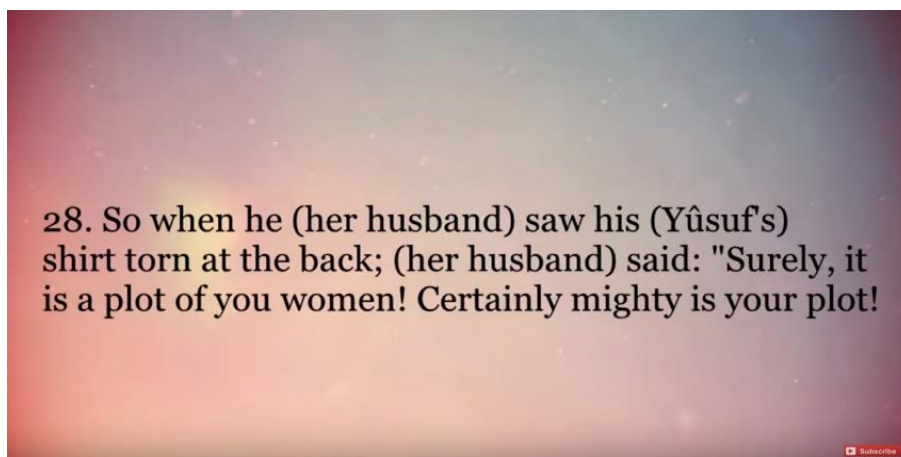 28. So when he (her husband) saw his (Yûsuf's)
shirt torn at the back; (her husband) said: "Surely, it
is a plot of you women! Certainly mighty is your plot!
Subscribe